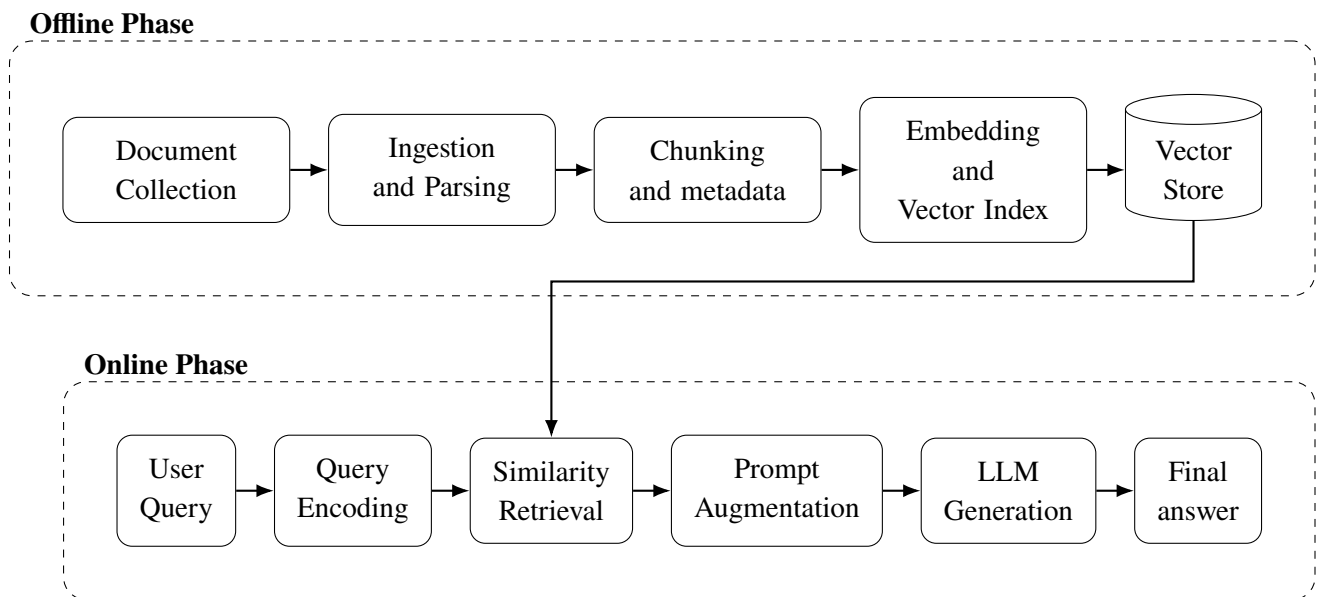 Offline Phase
Document
Collection
Ingestion
and Parsing
Chunking
and metadata
Embedding
and
Vector Index
Vector
Store
Online Phase
User
Query
Query
Encoding
Similarity
Retrieval
Prompt
Augmentation
LLM
Generation
Final
answer